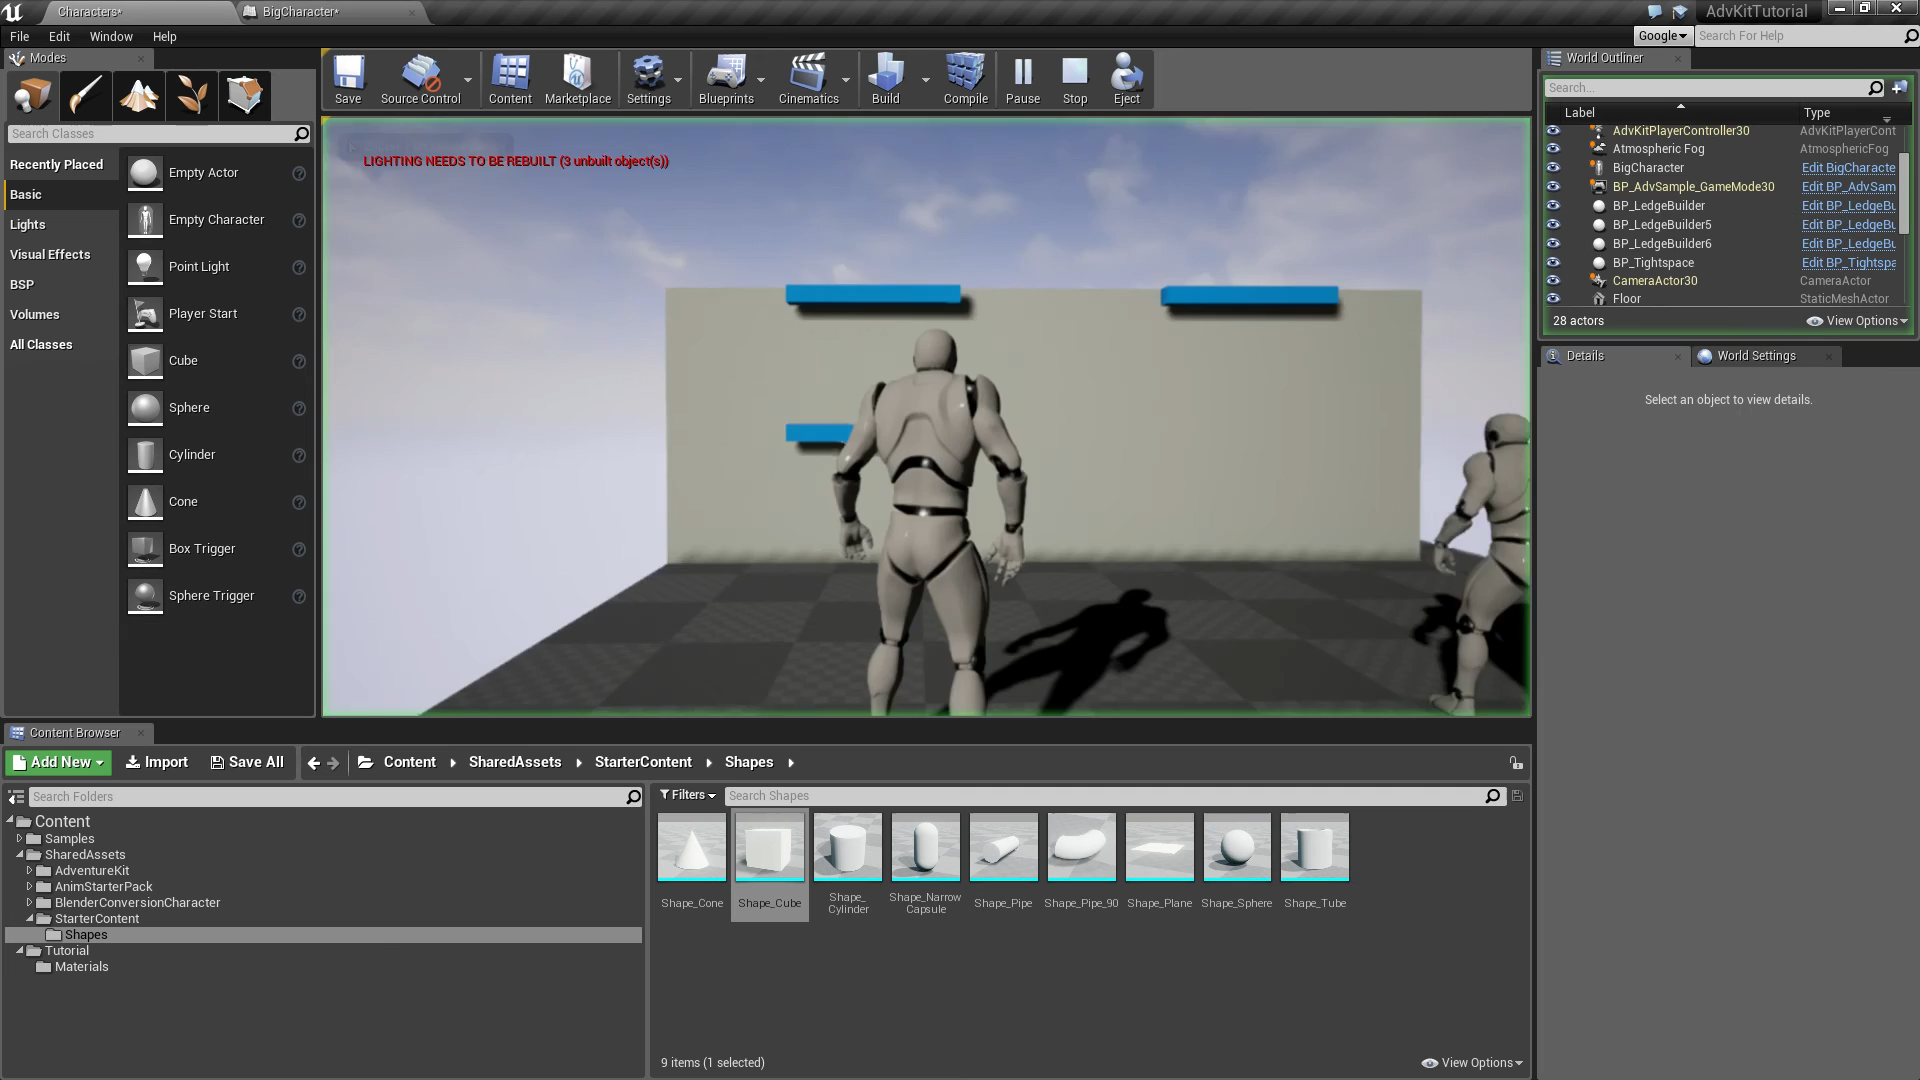 Characters*
BigCharacter*
AdvKitTutorial
File Edit Window Help
Google
Search For Help
Modes
Search Classes
Recently Placed
Basic
Lights
Visual Effects
BSP
Volumes
All Classes
Empty Actor
Empty Character
Point Light
Player Start
Cube
Sphere
Cylinder
Cone
Box Trigger
Sphere Trigger
Save
Source Control
Content
Marketplace
Settings
Blueprints
Cinematics
Build
Compile
Pause
Stop
Eject
LIGHTING NEEDS TO BE REBUILT (3 unbuilt object(s))
World Outliner
Search...
Label Type
AdvKitPlayerController30 AdvKitPlayerCont
Atmospheric Fog AtmosphericFog
BigCharacter Edit BigCharacte
BP_AdvSample_GameMode30 Edit BP_AdvSam
BP_LedgeBuilder Edit BP_LedgeBu
BP_LedgeBuilder5 Edit BP_LedgeBu
BP_LedgeBuilder6 Edit BP_LedgeBu
BP_Tightspace Edit BP_Tightspa
CameraActor30 CameraActor
Floor StaticMeshActor
28 actors
View Options
Details
World Settings
Select an object to view details.
Content Browser
Add New
Import
Save All
Content
SharedAssets
StarterContent
Shapes
Search Folders
Content
Samples
SharedAssets
AdventureKit
AnimStarterPack
BlenderConversionCharacter
StarterContent
Shapes
Tutorial
Materials
Filters
Search Shapes
Shape_Cone
Shape_Cube
Shape_
Cylinder
Shape_Narrow
Capsule
Shape_Pipe
Shape_Pipe_90
Shape_Plane
Shape_Sphere
Shape_Tube
9 items (1 selected)
View Options